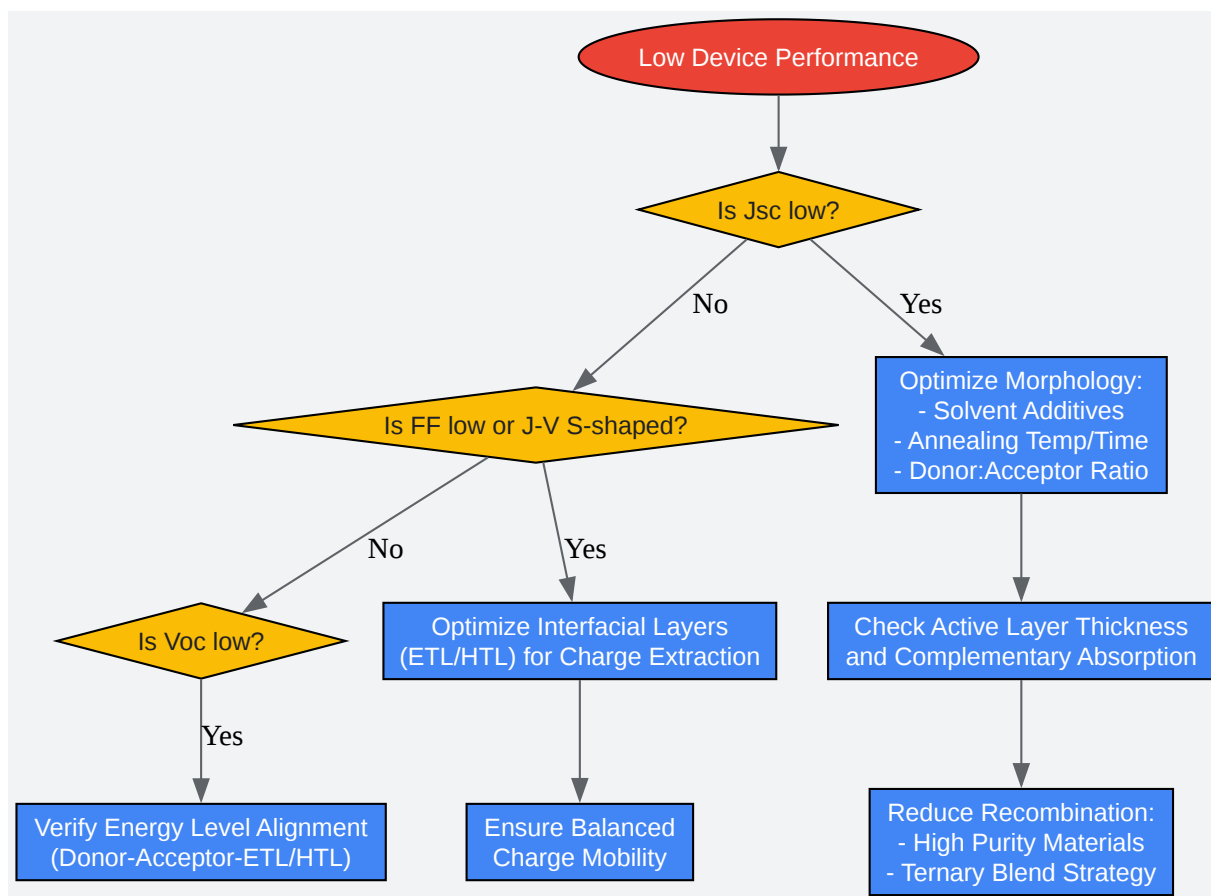 Low Device Performance
Is Jsc low?
No
Yes
Optimize Morphology:
- Solvent Additives
- Annealing Temp/Time
- Donor:Acceptor Ratio
Is FF low or J-V S-shaped?
No
Yes
Is Voc low?
Optimize Interfacial Layers
(ETL/HTL) for Charge Extraction
Check Active Layer Thickness
and Complementary Absorption
Yes
Verify Energy Level Alignment
(Donor-Acceptor-ETL/HTL)
Ensure Balanced
Charge Mobility
Reduce Recombination:
- High Purity Materials
- Ternary Blend Strategy